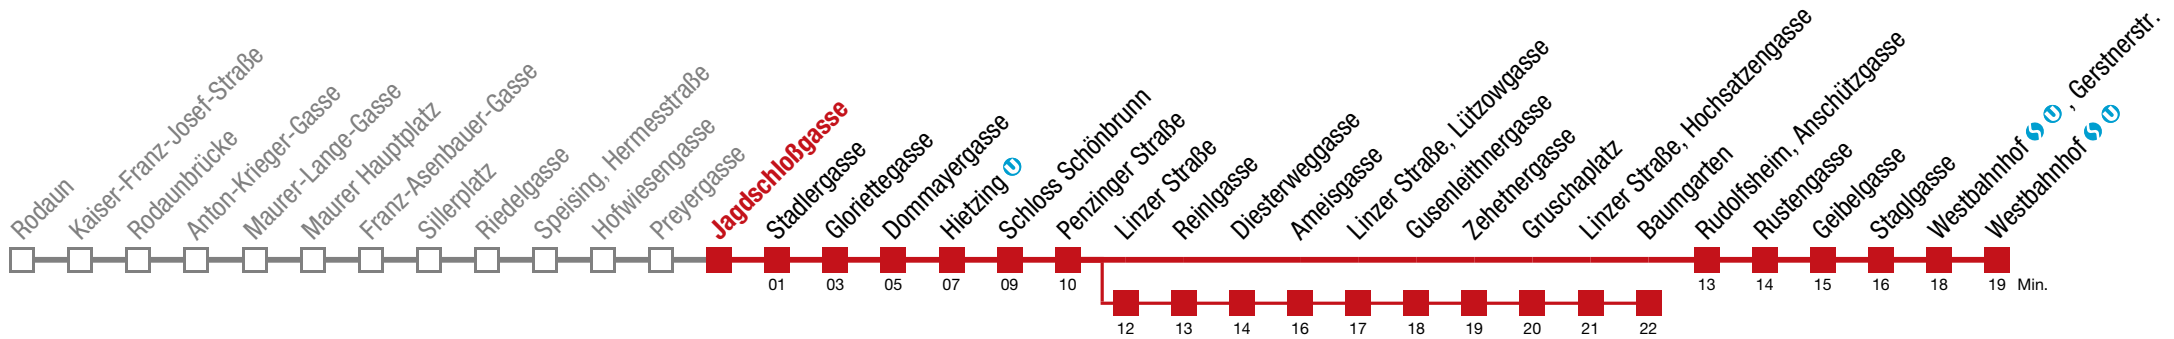 Rodaun
Kaiser-Franz-Josef-Straße
Rodaunbrücke
Anton-Krieger-Gasse
Maurer-Lange-Gasse
Maurer Hauptplatz
Franz-Asenbauer-Gasse
Sillerplatz
Riedelgasse
Speising, Hermesstraße
Hofwiesengasse
Preyergasse
Jagdschloßgasse
Stadlergasse
Gloriettegasse
Dommayergasse
Hietzing U
Schloss Schönbrunn
Penzinger Straße
Linzer Straße
Reinlgasse
Diesterweggasse
Ameisgasse
Linzer Straße, Lützowgasse
Gusenleithnergasse
Zehetnergasse
Gruschaplatz
Linzer Straße, Hochsatzengasse
Baumgarten
Rudolfsheim, Anschützgasse
Rustengasse
Geibelgasse
Staglgasse
Westbahnhof S U , Gerstnerstr.
Westbahnhof S U
01 03 05 07 09 10 13 14 15 16 18 19 Min.
12 13 14 16 17 18 19 20 21 22